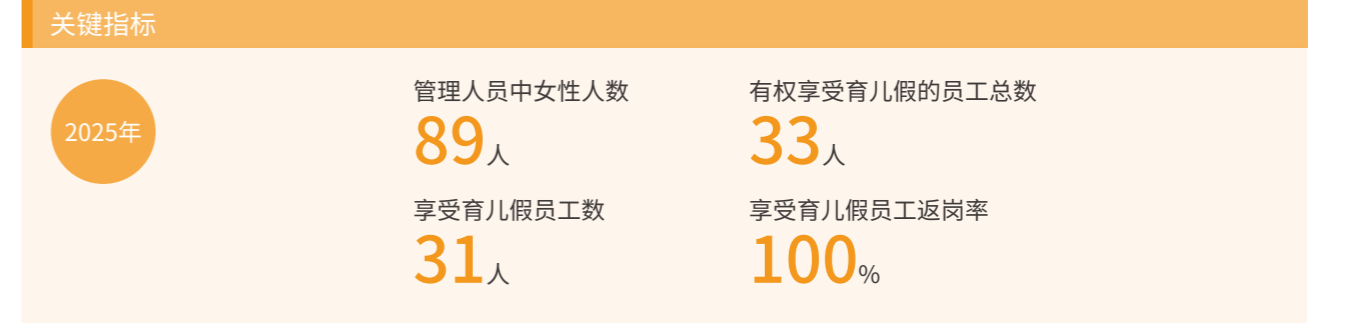 关键指标
2025年
管理人员中女性人数
89人
有权享受育儿假的员工总数
33人
享受育儿假员工数
31人
享受育儿假员工返岗率
100%